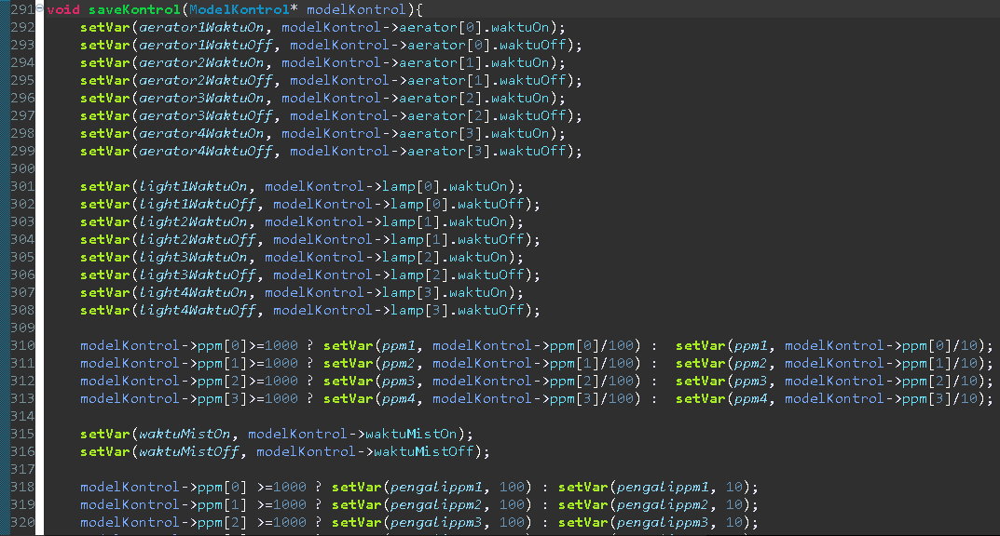 291 void saveKontrol(ModelKontrol* modelKontrol){
292 setVar(aerator1WaktuOn, modelKontrol->aerator[0].waktuOn);
293 setVar(aerator1WaktuOff, modelKontrol->aerator[0].waktuOff);
294 setVar(aerator2WaktuOn, modelKontrol->aerator[1].waktuOn);
295 setVar(aerator2WaktuOff, modelKontrol->aerator[1].waktuOff);
296 setVar(aerator3WaktuOn, modelKontrol->aerator[2].waktuOn);
297 setVar(aerator3WaktuOff, modelKontrol->aerator[2].waktuOff);
298 setVar(aerator4WaktuOn, modelKontrol->aerator[3].waktuOn);
299 setVar(aerator4WaktuOff, modelKontrol->aerator[3].waktuOff);
300
301 setVar(light1WaktuOn, modelKontrol->lamp[0].waktuOn);
302 setVar(light1WaktuOff, modelKontrol->lamp[0].waktuOff);
303 setVar(light2WaktuOn, modelKontrol->lamp[1].waktuOn);
304 setVar(light2WaktuOff, modelKontrol->lamp[1].waktuOff);
305 setVar(light3WaktuOn, modelKontrol->lamp[2].waktuOn);
306 setVar(light3WaktuOff, modelKontrol->lamp[2].waktuOff);
307 setVar(light4WaktuOn, modelKontrol->lamp[3].waktuOn);
308 setVar(light4WaktuOff, modelKontrol->lamp[3].waktuOff);
309
310 modelKontrol->ppm[0]>=1000 ? setVar(ppm1, modelKontrol->ppm[0]/100) :  setVar(ppm1, modelKontrol->ppm[0]/10);
311 modelKontrol->ppm[1]>=1000 ? setVar(ppm2, modelKontrol->ppm[1]/100) :  setVar(ppm2, modelKontrol->ppm[1]/10);
312 modelKontrol->ppm[2]>=1000 ? setVar(ppm3, modelKontrol->ppm[2]/100) :  setVar(ppm3, modelKontrol->ppm[2]/10);
313 modelKontrol->ppm[3]>=1000 ? setVar(ppm4, modelKontrol->ppm[3]/100) :  setVar(ppm4, modelKontrol->ppm[3]/10);
314
315 setVar(waktuMistOn, modelKontrol->waktuMistOn);
316 setVar(waktuMistOff, modelKontrol->waktuMistOff);
317
318 modelKontrol->ppm[0] >=1000 ? setVar(pengalippm1, 100) : setVar(pengalippm1, 10);
319 modelKontrol->ppm[1] >=1000 ? setVar(pengalippm2, 100) : setVar(pengalippm2, 10);
320 modelKontrol->ppm[2] >=1000 ? setVar(pengalippm3, 100) : setVar(pengalippm3, 10);